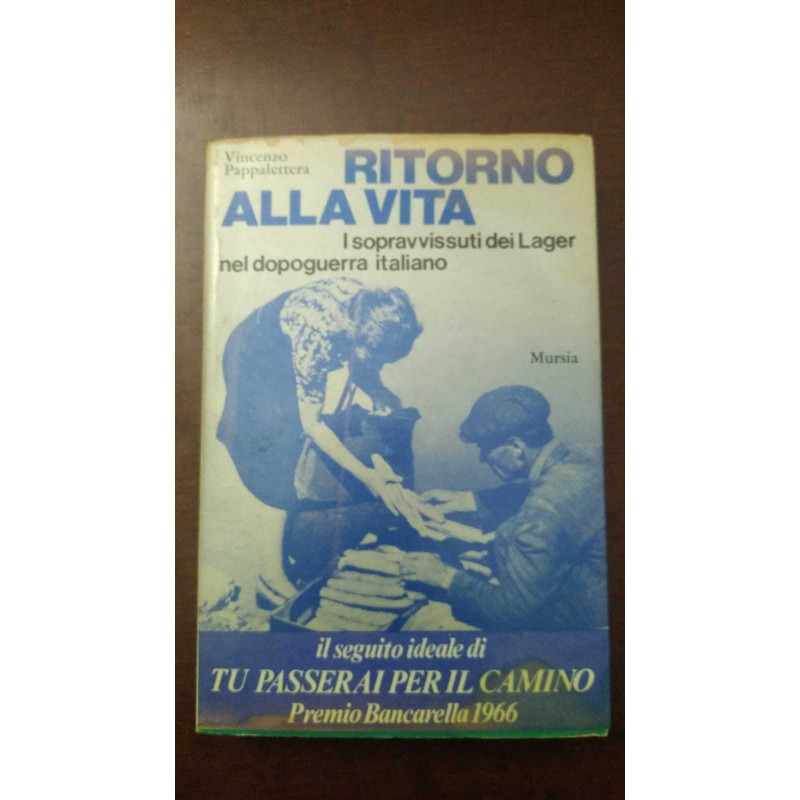 Vincenzo
Pappalettera
RITORNO
ALLA VITA
I sopravvissuti dei Lager
nel dopoguerra italiano
Mursia
il seguito ideale di
TU PASSERAI PER IL CAMINO
Premio Bancarella 1966